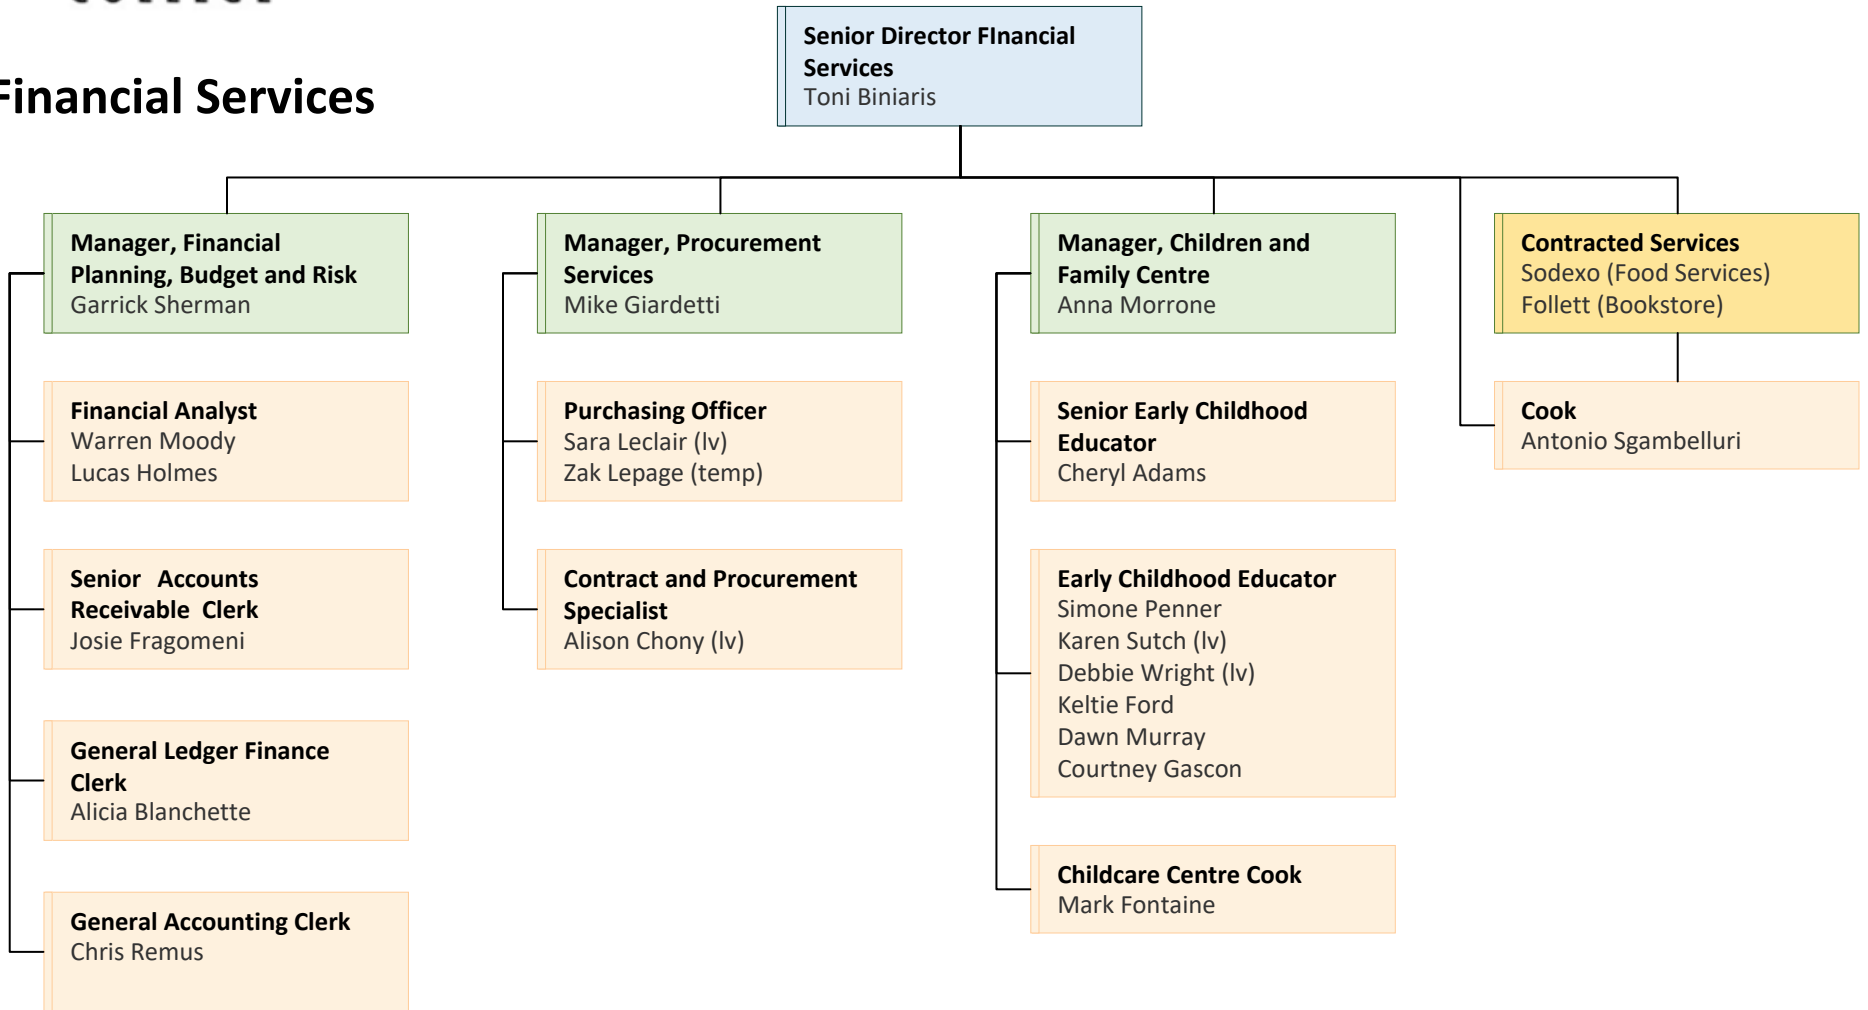 Financial Services
Senior Director FInancial
Services
Toni Biniaris
Manager, Financial
Planning, Budget and Risk
Garrick Sherman
Financial Analyst
Warren Moody
Lucas Holmes
Senior Accounts
Receivable Clerk
Josie Fragomeni
General Ledger Finance
Clerk
Alicia Blanchette
General Accounting Clerk
Chris Remus
Manager, Procurement
Services
Mike Giardetti
Purchasing Officer
Sara Leclair (lv)
Zak Lepage (temp)
Contract and Procurement
Specialist
Alison Chony (lv)
Manager, Children and
Family Centre
Anna Morrone
Senior Early Childhood
Educator
Cheryl Adams
Early Childhood Educator
Simone Penner
Karen Sutch (lv)
Debbie Wright (lv)
Keltie Ford
Dawn Murray
Courtney Gascon
Childcare Centre Cook
Mark Fontaine
Contracted Services
Sodexo (Food Services)
Follett (Bookstore)
Cook
Antonio Sgambelluri